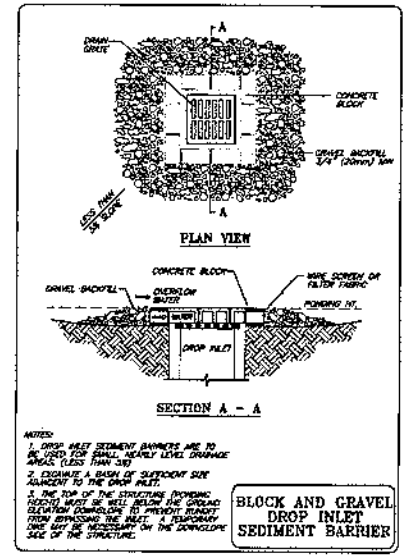 A
DRAIN
GRATE
CONCRETE
BLOCK
GRAVEL BACKFILL
3/4" (20mm) MIN
LESS THAN
5% SLOPE
A
PLAN VIEW
CONCRETE BLOCK
WIRE SCREEN OR
FILTER FABRIC
GRAVEL BACKFILL
OVERFLOW
WATER
PONDING HT.
WATER
DROP INLET
SECTION A - A
NOTES:
1. DROP INLET SEDIMENT BARRIERS ARE TO
BE USED FOR SMALL, NEARLY LEVEL DRAINAGE
AREAS. (LESS THAN 5%)
2. EXCAVATE A BASIN OF SUFFICIENT SIZE
ADJACENT TO THE DROP INLET.
3. THE TOP OF THE STRUCTURE (PONDING
HEIGHT) MUST BE WELL BELOW THE GROUND
ELEVATION DOWNSLOPE TO PREVENT RUNOFF
FROM BYPASSING THE INLET. A TEMPORARY
DIKE MAY BE NECESSARY ON THE DOWNSLOPE
SIDE OF THE STRUCTURE.
BLOCK AND GRAVEL
DROP INLET
SEDIMENT BARRIER